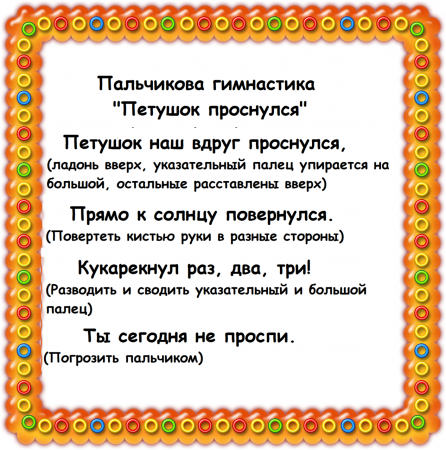 Пальчикова гимнастика
"Петушок проснулся"
Петушок наш вдруг проснулся,
(ладонь вверх, указательный палец упирается на
большой, остальные расставлены вверх)
Прямо к солнцу повернулся.
(Повертеть кистью руки в разные стороны)
Кукарекнул раз, два, три!
(Разводить и сводить указательный и большой
палец)
Ты сегодня не проспи.
(Погрозить пальчиком)